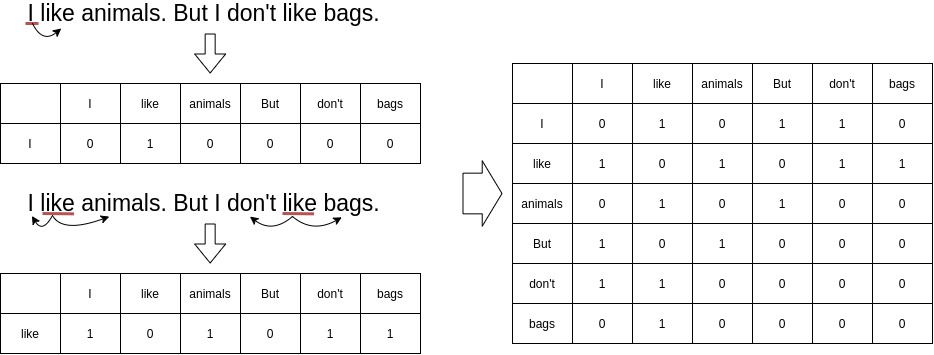 I like animals. But I don't like bags.
I like animals But don't bags
I 0 1 0 0 0 0
I like animals. But I don't like bags.
I like animals But don't bags
like 1 0 1 0 1 1
I like animals But don't bags
I 0 1 0 1 1 0
like 1 0 1 0 1 1
animals 0 1 0 1 0 0
But 1 0 1 0 0 0
don't 1 1 0 0 0 0
bags 0 1 0 0 0 0